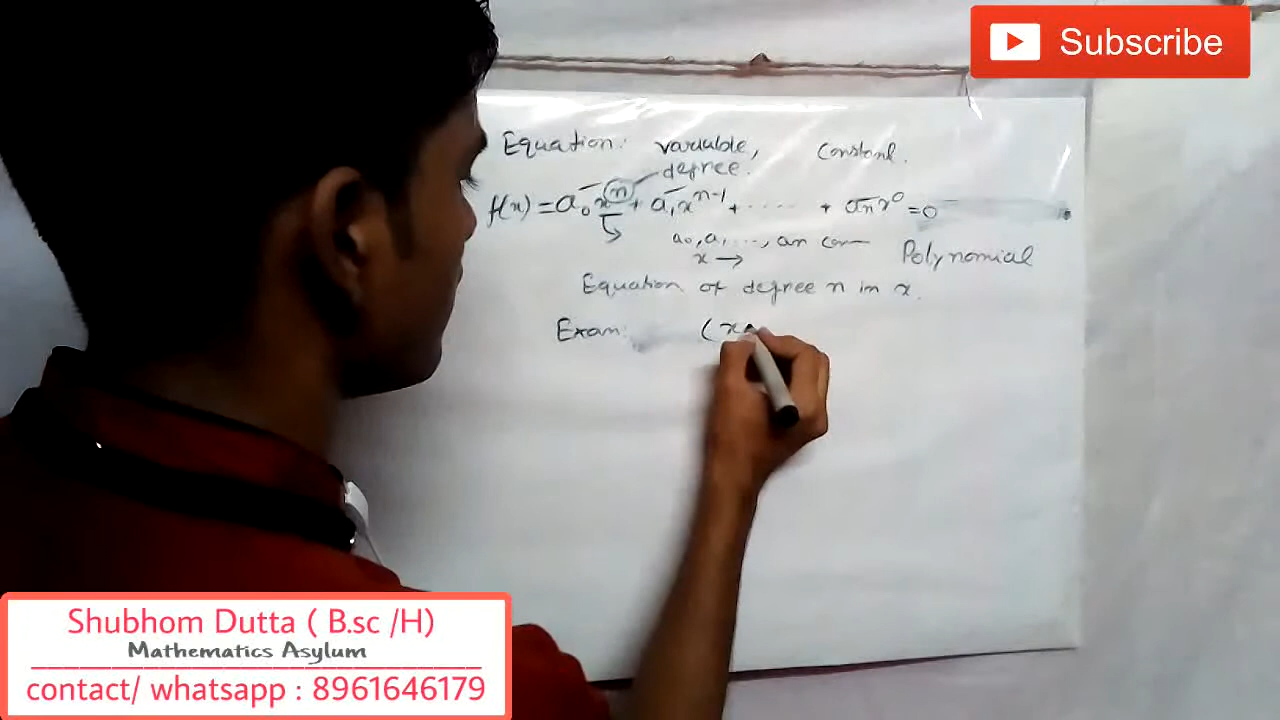 Subscribe
Equation: variable, constant.
degree.
f(x) = a₀xⁿ + a₁xⁿ⁻¹ + ..... + aₙx⁰ = 0
a₀, a₁ ..., an con
x → Polynomial
Equation of degree n in x.
Exam: (x
Shubhom Dutta ( B.sc /H)
Mathematics Asylum
contact/ whatsapp : 8961646179